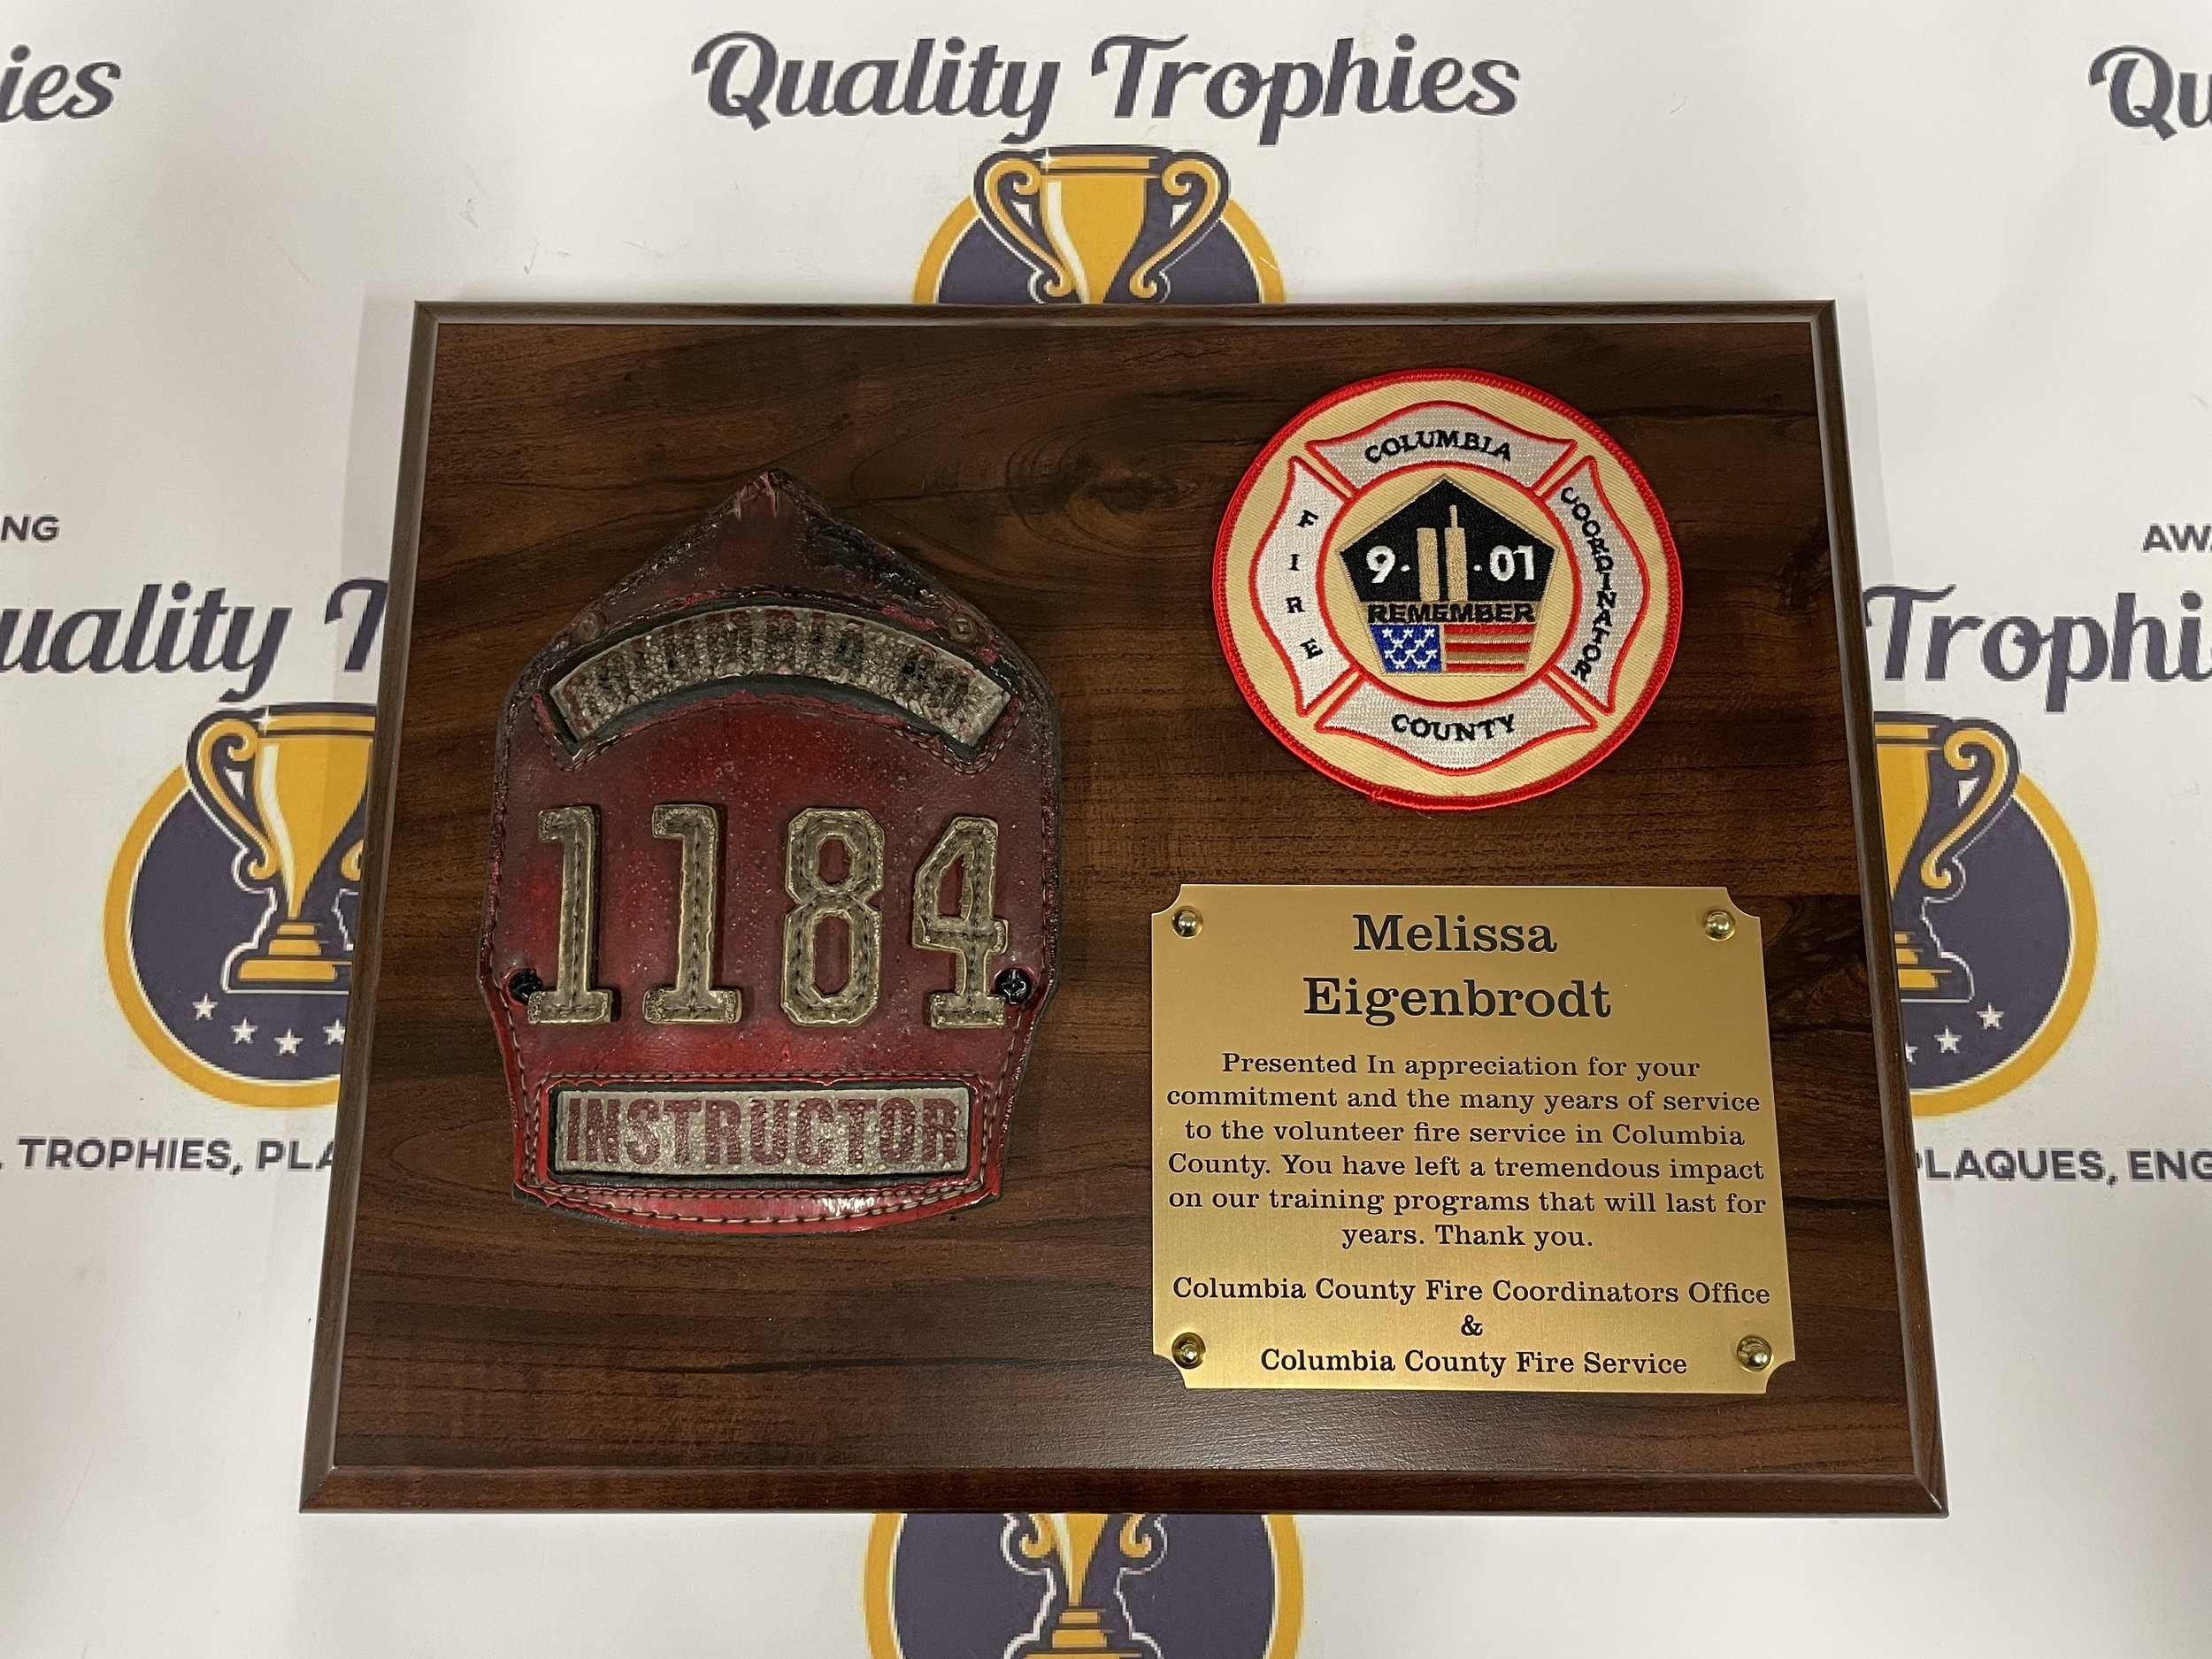 ies
Quality Trophies
Qu
NG
AW
uality T
Trophi
, TROPHIES, PLA
PLAQUES, ENG
1184
INSTRUCTOR
COLUMBIA
FIRE
COORDINATOR
9·11·01
REMEMBER
COUNTY
Melissa
Eigenbrodt
Presented In appreciation for your
commitment and the many years of service
to the volunteer fire service in Columbia
County. You have left a tremendous impact
on our training programs that will last for
years. Thank you.
Columbia County Fire Coordinators Office
&
Columbia County Fire Service